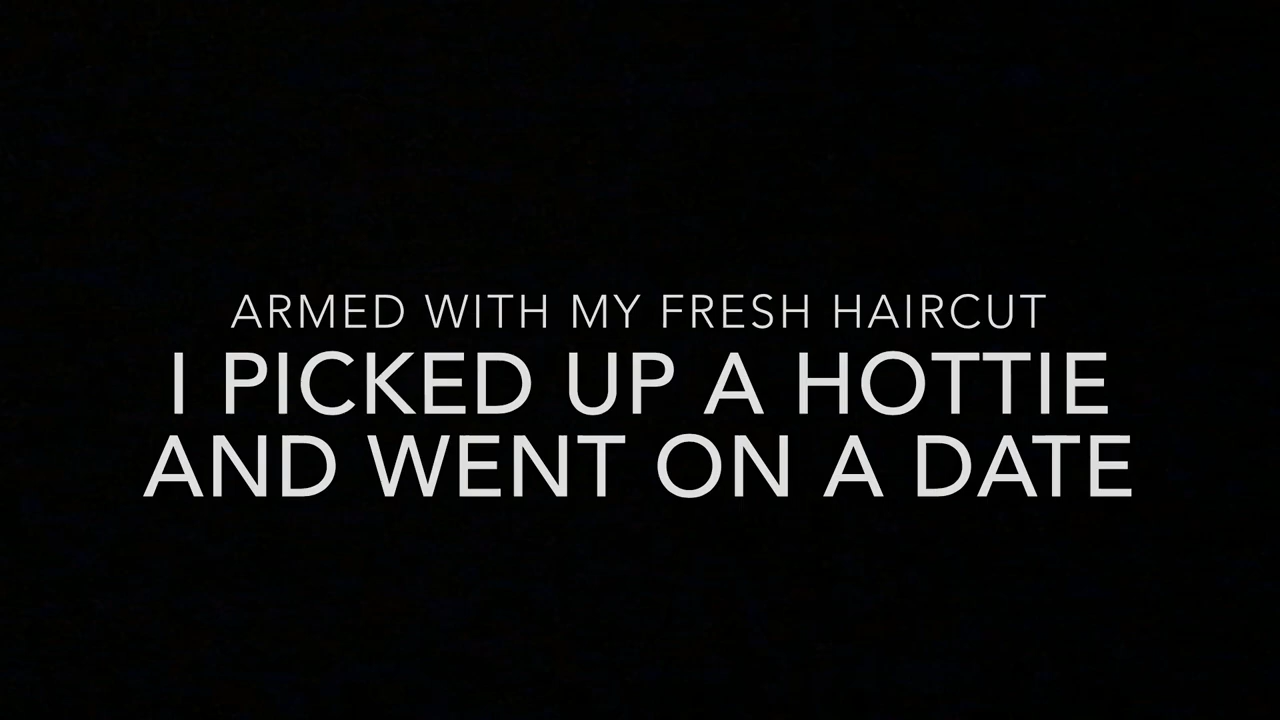 ARMED WITH MY FRESH HAIRCUT
I PICKED UP A HOTTIE
AND WENT ON A DATE